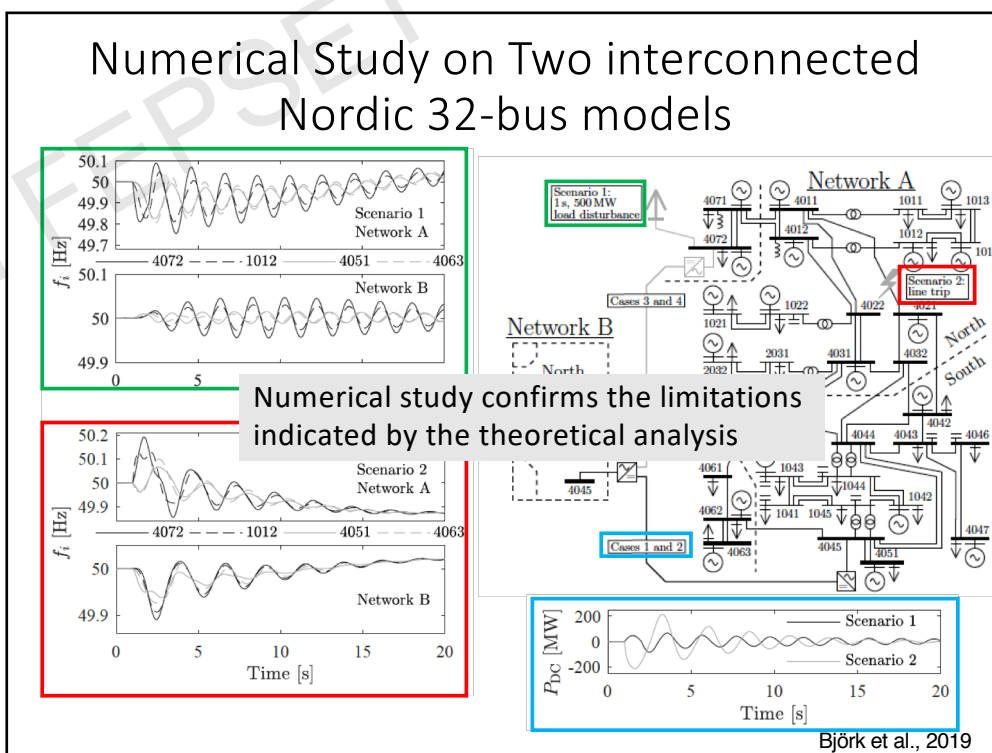 Numerical Study on Two interconnected
Nordic 32-bus models
FEPSET
50.1
50
49.9
49.8
49.7
Scenario 1
Network A
4072 1012 4051 4063
f_i [Hz]
50.1
50
49.9
Network B
0 5
Numerical study confirms the limitations
indicated by the theoretical analysis
50.2
50.1
50
49.9
Scenario 2
Network A
4072 1012 4051 4063
f_i [Hz]
50
49.9
Network B
0 5 10 15 20
Time [s]
Scenario 1:
1 s, 500 MW
load disturbance
Network A
4071 4011 1011 1013
4072 4012 1012 101
Scenario 2:
line trip
Cases 3 and 4
1021 1022 4022 4021
Network B
North
2032 2031 4031 4032
North
South
4042
4044 4043 4046
4061 1043 1044 1042
4045
4062 1041 1045
4063 4045 4051 4047
Cases 1 and 2
200
0
-200
P_DC [MW]
Scenario 1
Scenario 2
0 5 10 15 20
Time [s]
Björk et al., 2019